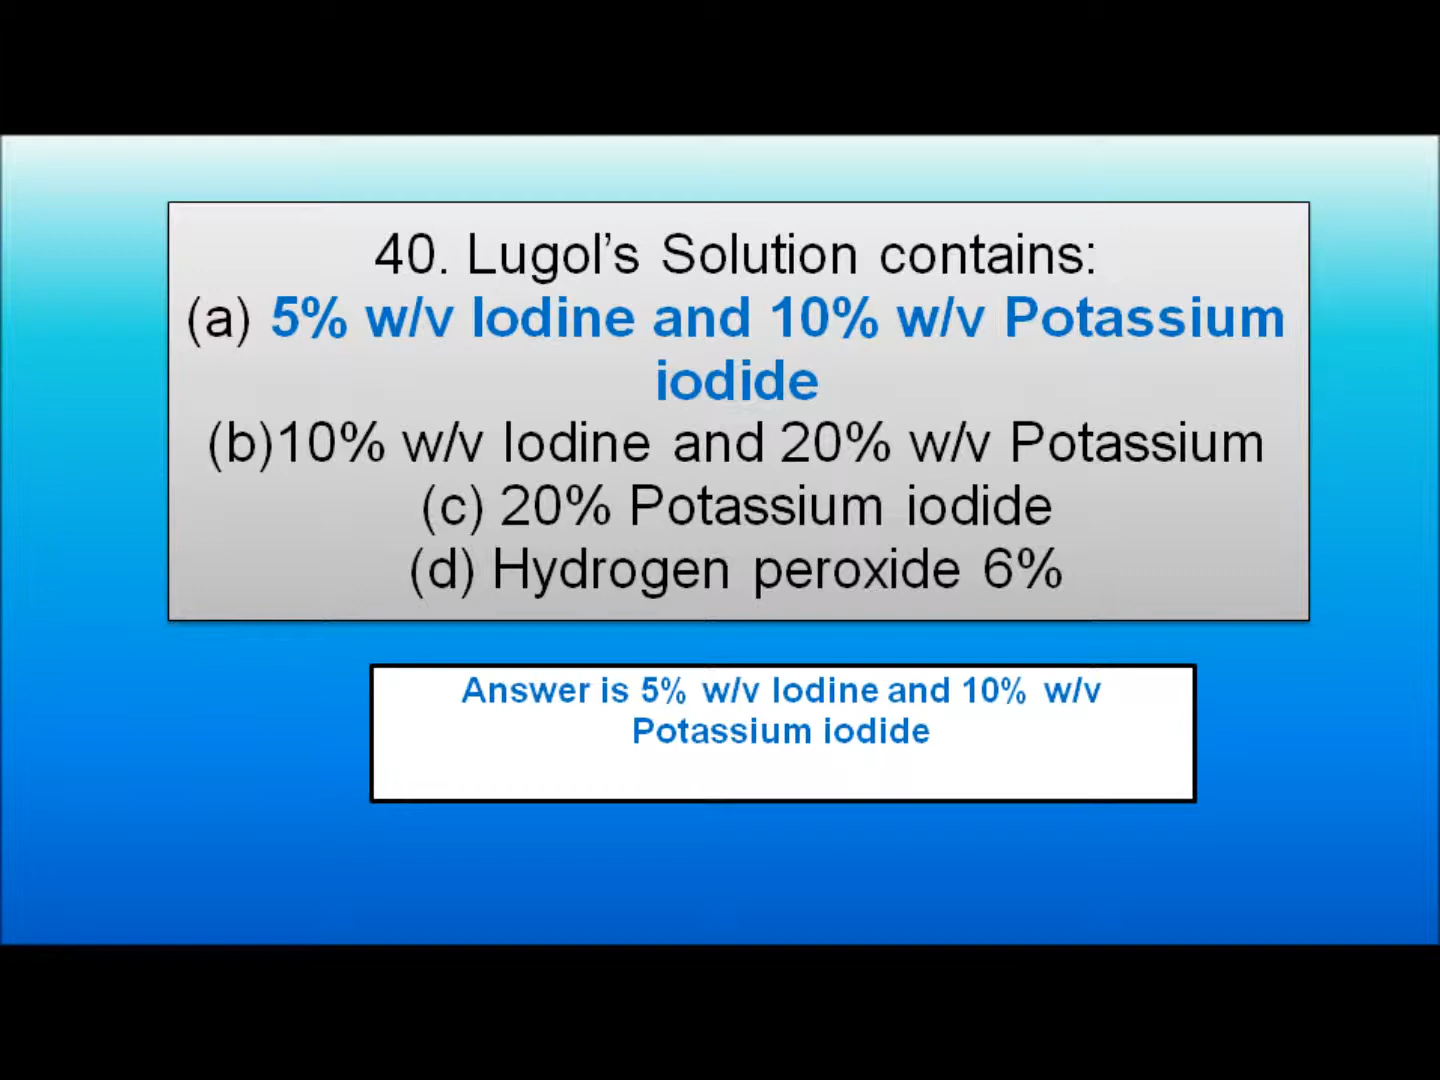 40. Lugol’s Solution contains:
(a) 5% w/v Iodine and 10% w/v Potassium
iodide
(b)10% w/v Iodine and 20% w/v Potassium
(c) 20% Potassium iodide
(d) Hydrogen peroxide 6%
Answer is 5% w/v Iodine and 10% w/v
Potassium iodide